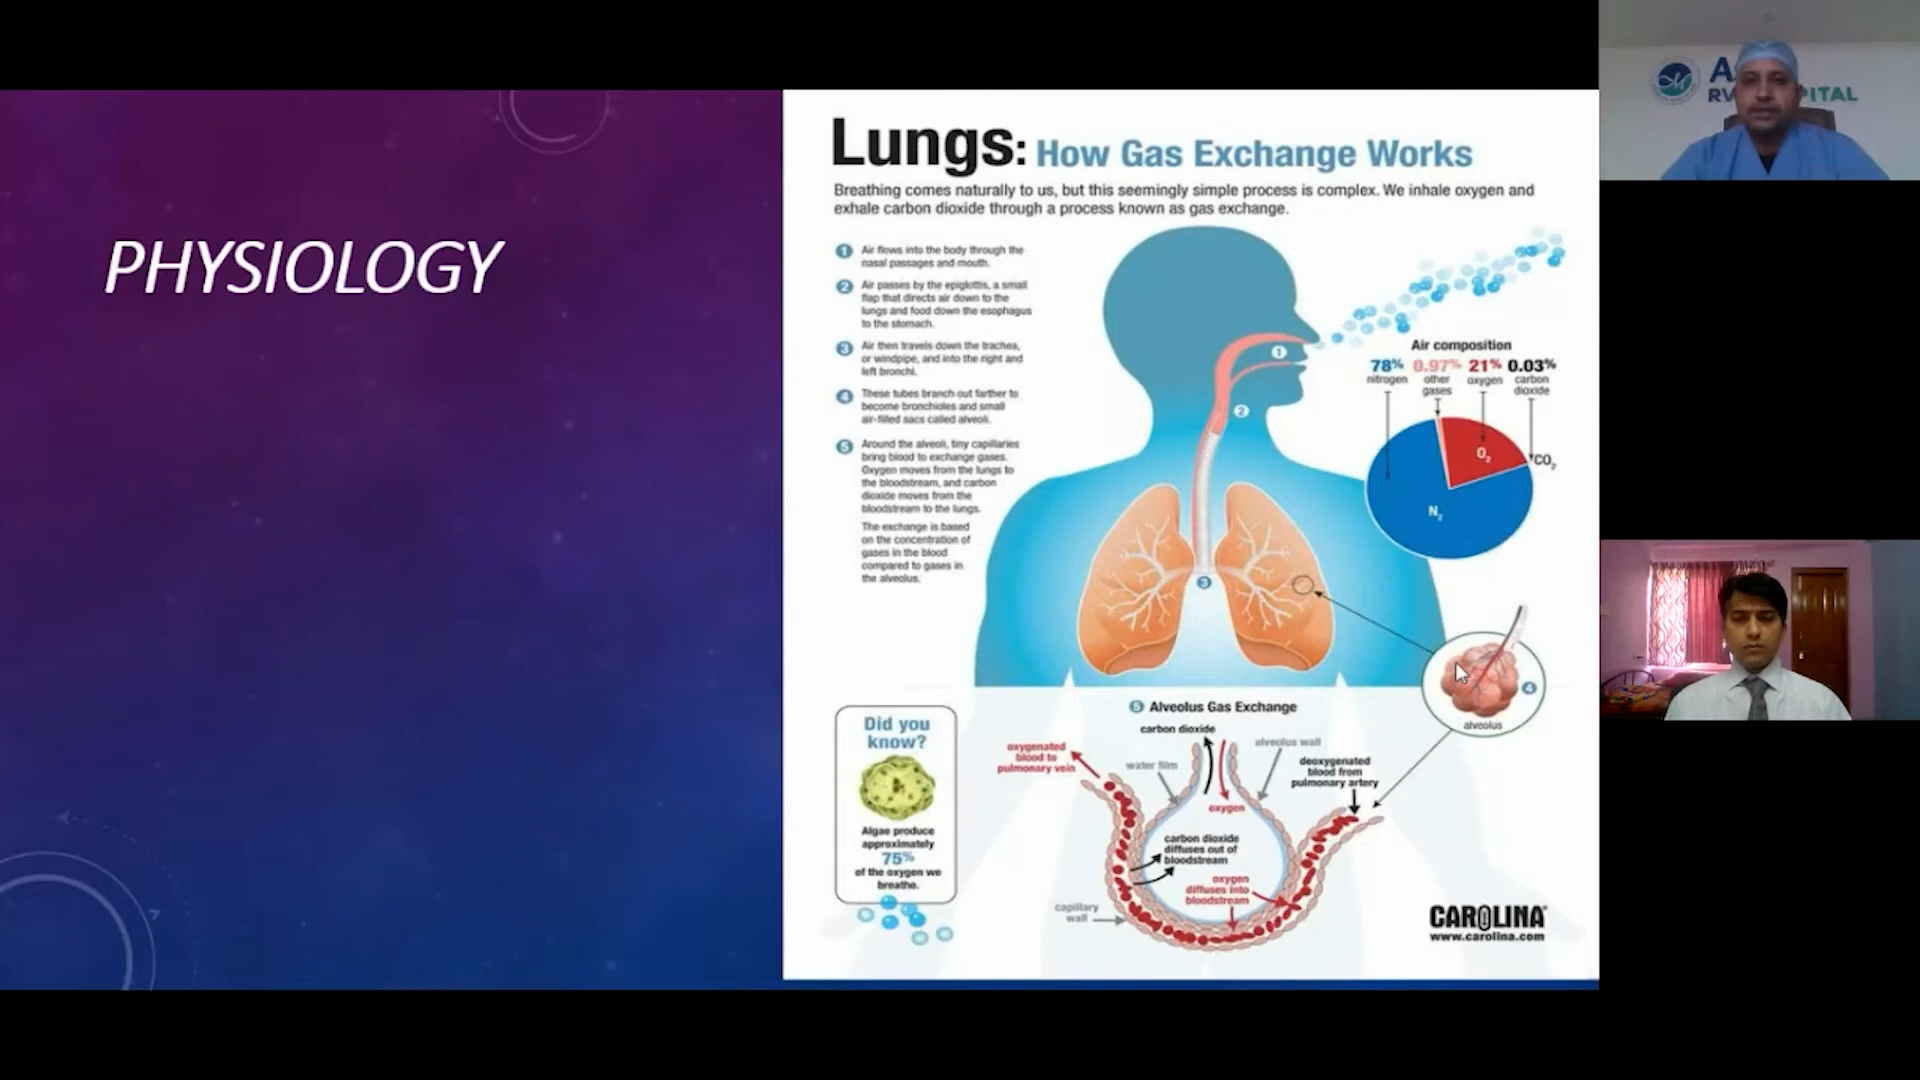 PHYSIOLOGY
Lungs: How Gas Exchange Works
Breathing comes naturally to us, but this seemingly simple process is complex. We inhale oxygen and
exhale carbon dioxide through a process known as gas exchange.
1 Air flows into the body through the
nasal passages and mouth.
2 Air passes by the epiglottis, a small
flap that directs air down to the
lungs and food down the esophagus
to the stomach.
3 Air then travels down the trachea,
or windpipe, and into the right and
left bronchi.
4 These tubes branch out farther to
become bronchioles and small
air-filled sacs called alveoli.
5 Around the alveoli, tiny capillaries
bring blood to exchange gases.
Oxygen moves from the lungs to
the bloodstream, and carbon
dioxide moves from the
bloodstream to the lungs.
The exchange is based
on the concentration of
gases in the blood
compared to gases in
the alveolus.
1
2
3
Air composition
78% 0.97% 21% 0.03%
nitrogen other gases oxygen carbon dioxide
O2
CO2
N2
4
alveolus
Did you
know?
Algae produce
approximately
75%
of the oxygen we
breathe.
5 Alveolus Gas Exchange
carbon dioxide
alveolus wall
oxygenated
blood to
pulmonary vein
water film
deoxygenated
blood from
pulmonary artery
oxygen
carbon dioxide
diffuses out of
bloodstream
oxygen
diffuses into
bloodstream
capillary
wall
CAROLINA®
www.carolina.com